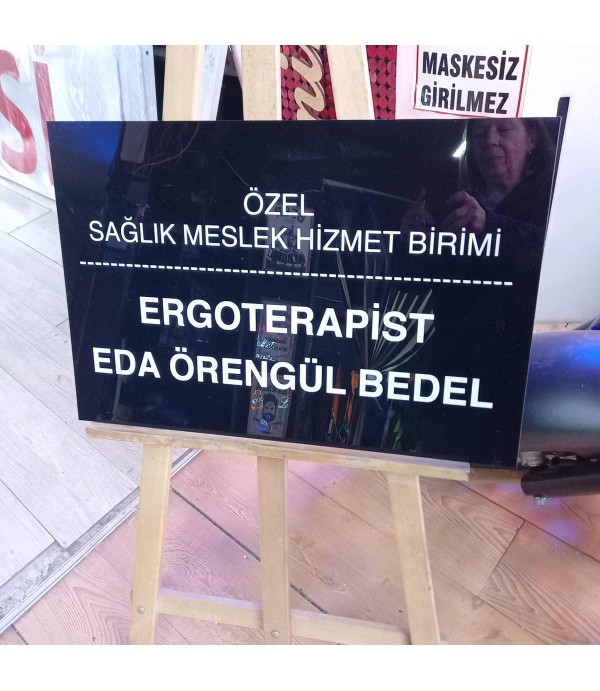 MASKESİZ
GİRİLMEZ
ÖZEL
SAĞLIK MESLEK HİZMET BİRİMİ
ERGOTERAPİST
EDA ÖRENGÜL BEDEL